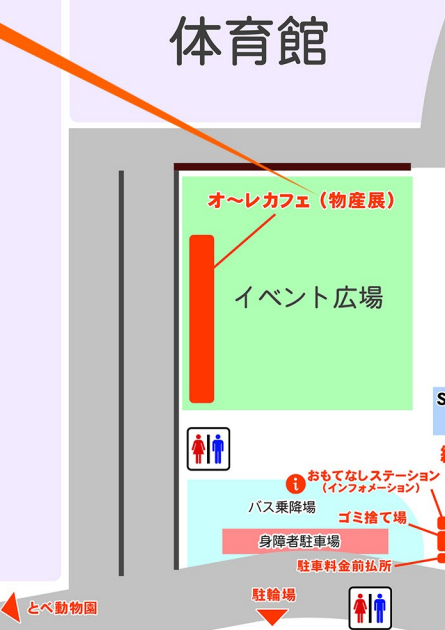 体育館
オ〜レカフェ（物産展）
イベント広場
S
おもてなしステーション
（インフォメーション）
バス乗降場
ゴミ捨て場
身障者駐車場
駐車料金前払所
駐輪場
とべ動物園